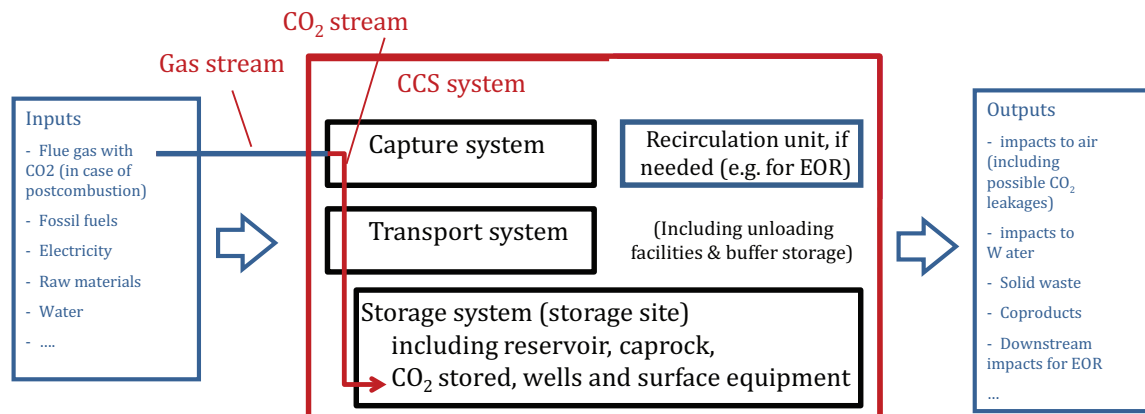 CO₂ stream
Gas stream
CCS system
Inputs
- Flue gas with
CO2 (in case of
postcombustion)
- Fossil fuels
- Electricity
- Raw materials
- Water
- ....
Capture system
Recirculation unit, if
needed (e.g. for EOR)
Transport system
(Including unloading
facilities & buffer storage)
Storage system (storage site)
including reservoir, caprock,
CO₂ stored, wells and surface equipment
Outputs
- impacts to air
(including
possible CO₂
leakages)
- impacts to
W ater
- Solid waste
- Coproducts
- Downstream
impacts for EOR
...